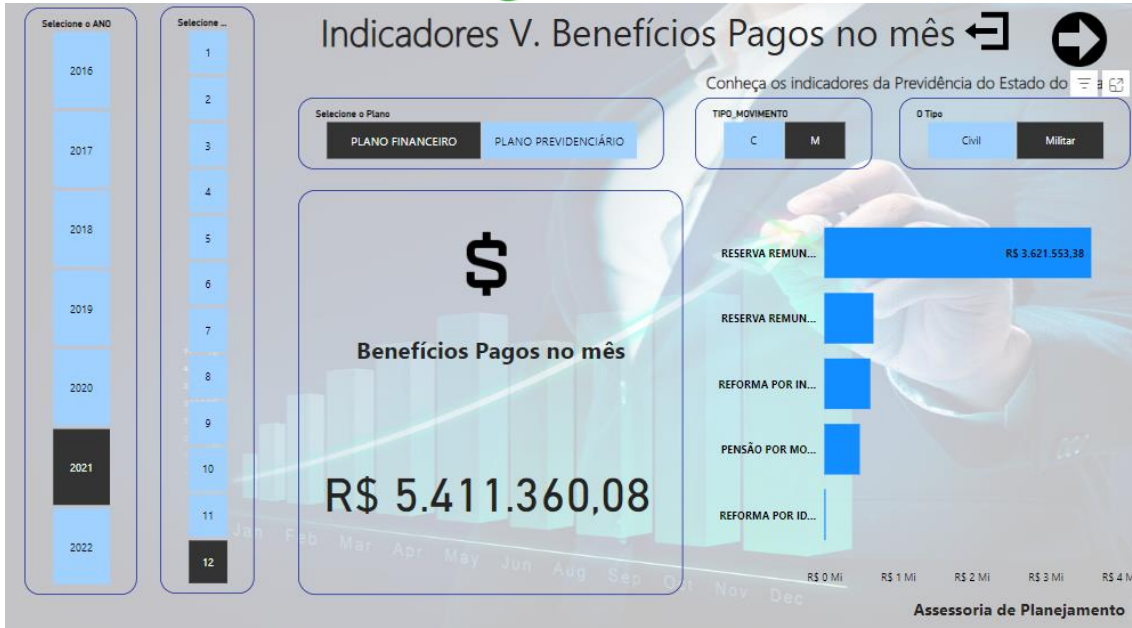 Selecione o ANO
2016
2017
2018
2019
2020
2021
2022
Selecione ...
1
2
3
4
5
6
7
8
9
10
11
12
Indicadores V. Benefícios Pagos no mês
Conheça os indicadores da Previdência do Estado do
Selecione o Plano
PLANO FINANCEIRO PLANO PREVIDENCIÁRIO
TIPO_MOVIMENTO
C M
O Tipo
Civil Militar
$
Benefícios Pagos no mês
R$ 5.411.360,08
RESERVA REMUN... R$ 3.621.553,38
RESERVA REMUN...
REFORMA POR IN...
PENSÃO POR MO...
REFORMA POR ID...
R$ 0 Mi R$ 1 Mi R$ 2 Mi R$ 3 Mi R$ 4 M
Jan Feb Mar Apr May Jun Aug Sep Oct Nov Dec
Assessoria de Planejamento